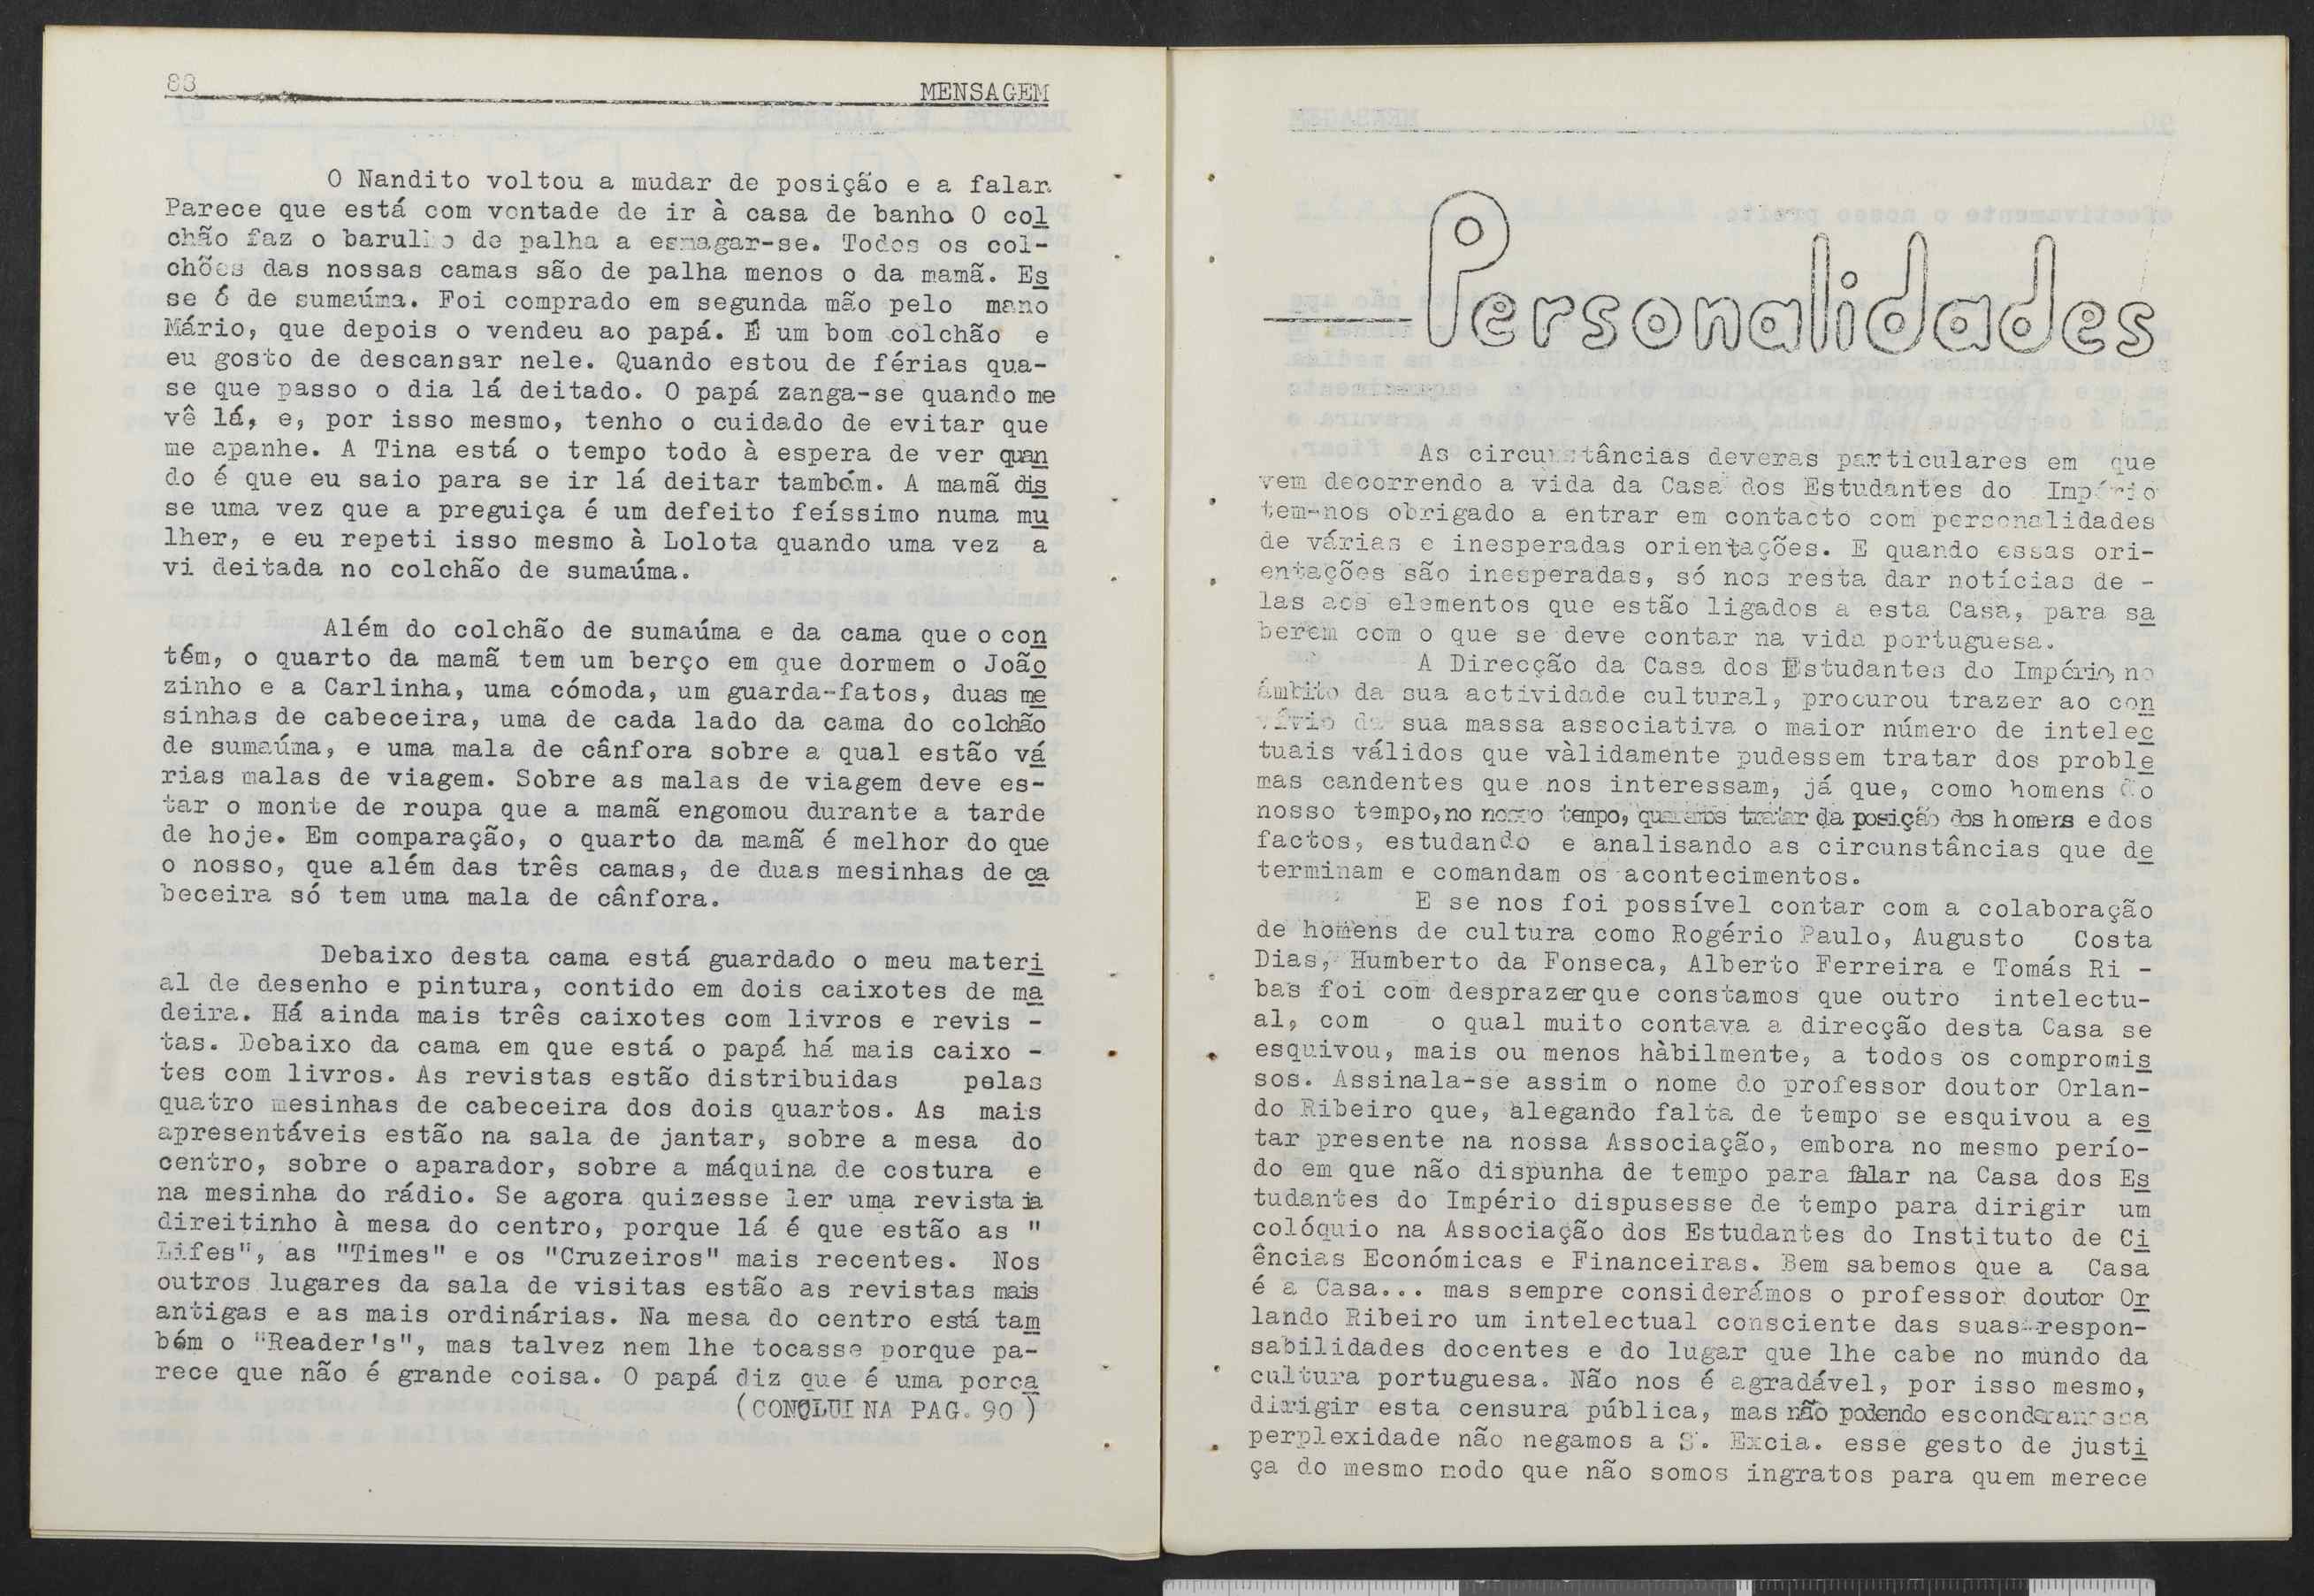 88 MENSAGEM
O Nandito voltou a mudar de posição e a falar.
Parece que está com vontade de ir à casa de banho O col
chão faz o barulho de palha a esmagar-se. Todos os col-
chões das nossas camas são de palha menos o da mamã. Es
se é de sumaúma. Foi comprado em segunda mão pelo mano
Mário, que depois o vendeu ao papá. É um bom colchão e
eu gosto de descansar nele. Quando estou de férias qua-
se que passo o dia lá deitado. O papá zanga-se quando me
vê lá, e, por isso mesmo, tenho o cuidado de evitar que
me apanhe. A Tina está o tempo todo à espera de ver quan
do é que eu saio para se ir lá deitar também. A mamã dis
se uma vez que a preguiça é um defeito feíssimo numa mu
lher, e eu repeti isso mesmo à Lolota quando uma vez a
vi deitada no colchão de sumaúma.
Além do colchão de sumaúma e da cama que o con
tém, o quarto da mamã tem um berço em que dormem o João
zinho e a Carlinha, uma cómoda, um guarda-fatos, duas me
sinhas de cabeceira, uma de cada lado da cama do colchão
de sumaúma, e uma mala de cânfora sobre a qual estão vá
rias malas de viagem. Sobre as malas de viagem deve es-
tar o monte de roupa que a mamã engomou durante a tarde
de hoje. Em comparação, o quarto da mamã é melhor do que
o nosso, que além das três camas, de duas mesinhas de ca
beceira só tem uma mala de cânfora.
Debaixo desta cama está guardado o meu materi
al de desenho e pintura, contido em dois caixotes de ma
deira. Há ainda mais três caixotes com livros e revis -
tas. Debaixo da cama em que está o papá há mais caixo -
tes com livros. As revistas estão distribuidas pelas
quatro mesinhas de cabeceira dos dois quartos. As mais
apresentáveis estão na sala de jantar, sobre a mesa do
centro, sobre o aparador, sobre a máquina de costura e
na mesinha do rádio. Se agora quizesse ler uma revista ia
direitinho à mesa do centro, porque lá é que estão as "
Lifes", as "Times" e os "Cruzeiros" mais recentes. Nos
outros lugares da sala de visitas estão as revistas mais
antigas e as mais ordinárias. Na mesa do centro está tam
bém o "Reader's", mas talvez nem lhe tocasse porque pa-
rece que não é grande coisa. O papá diz que é uma porca
(CONCLUI NA PAG. 90 )
Personalidades
As circunstâncias deveras particulares em que
vem decorrendo a vida da Casa dos Estudantes do Império
tem-nos obrigado a entrar em contacto com personalidades
de várias e inesperadas orientações. E quando essas ori-
entações são inesperadas, só nos resta dar notícias de -
las aos elementos que estão ligados a esta Casa, para sa
berem com o que se deve contar na vida portuguesa.
A Direcção da Casa dos Estudantes do Império, no
âmbito da sua actividade cultural, procurou trazer ao con
vívio da sua massa associativa o maior número de intelec
tuais válidos que vàlidamente pudessem tratar dos proble
mas candentes que nos interessam, já que, como homens do
nosso tempo, no nosso tempo, queremos tratar da posição dos homens e dos
factos, estudando e analisando as circunstâncias que de
terminam e comandam os acontecimentos.
E se nos foi possível contar com a colaboração
de homens de cultura como Rogério Paulo, Augusto Costa
Dias, Humberto da Fonseca, Alberto Ferreira e Tomás Ri -
bas foi com desprazer que constamos que outro intelectu-
al, com o qual muito contava a direcção desta Casa se
esquivou, mais ou menos hàbilmente, a todos os compromis
sos. Assinala-se assim o nome do professor doutor Orlan-
do Ribeiro que, alegando falta de tempo se esquivou a es
tar presente na nossa Associação, embora no mesmo perío-
do em que não dispunha de tempo para falar na Casa dos Es
tudantes do Império dispusesse de tempo para dirigir um
colóquio na Associação dos Estudantes do Instituto de Ci
ências Económicas e Financeiras. Bem sabemos que a Casa
é a Casa... mas sempre considerámos o professor doutor Or
lando Ribeiro um intelectual consciente das suas respon-
sabilidades docentes e do lugar que lhe cabe no mundo da
cultura portuguesa. Não nos é agradável, por isso mesmo,
dirigir esta censura pública, mas não podendo esconder a nossa
perplexidade não negamos a S. Excia. esse gesto de justi
ça do mesmo modo que não somos ingratos para quem merece